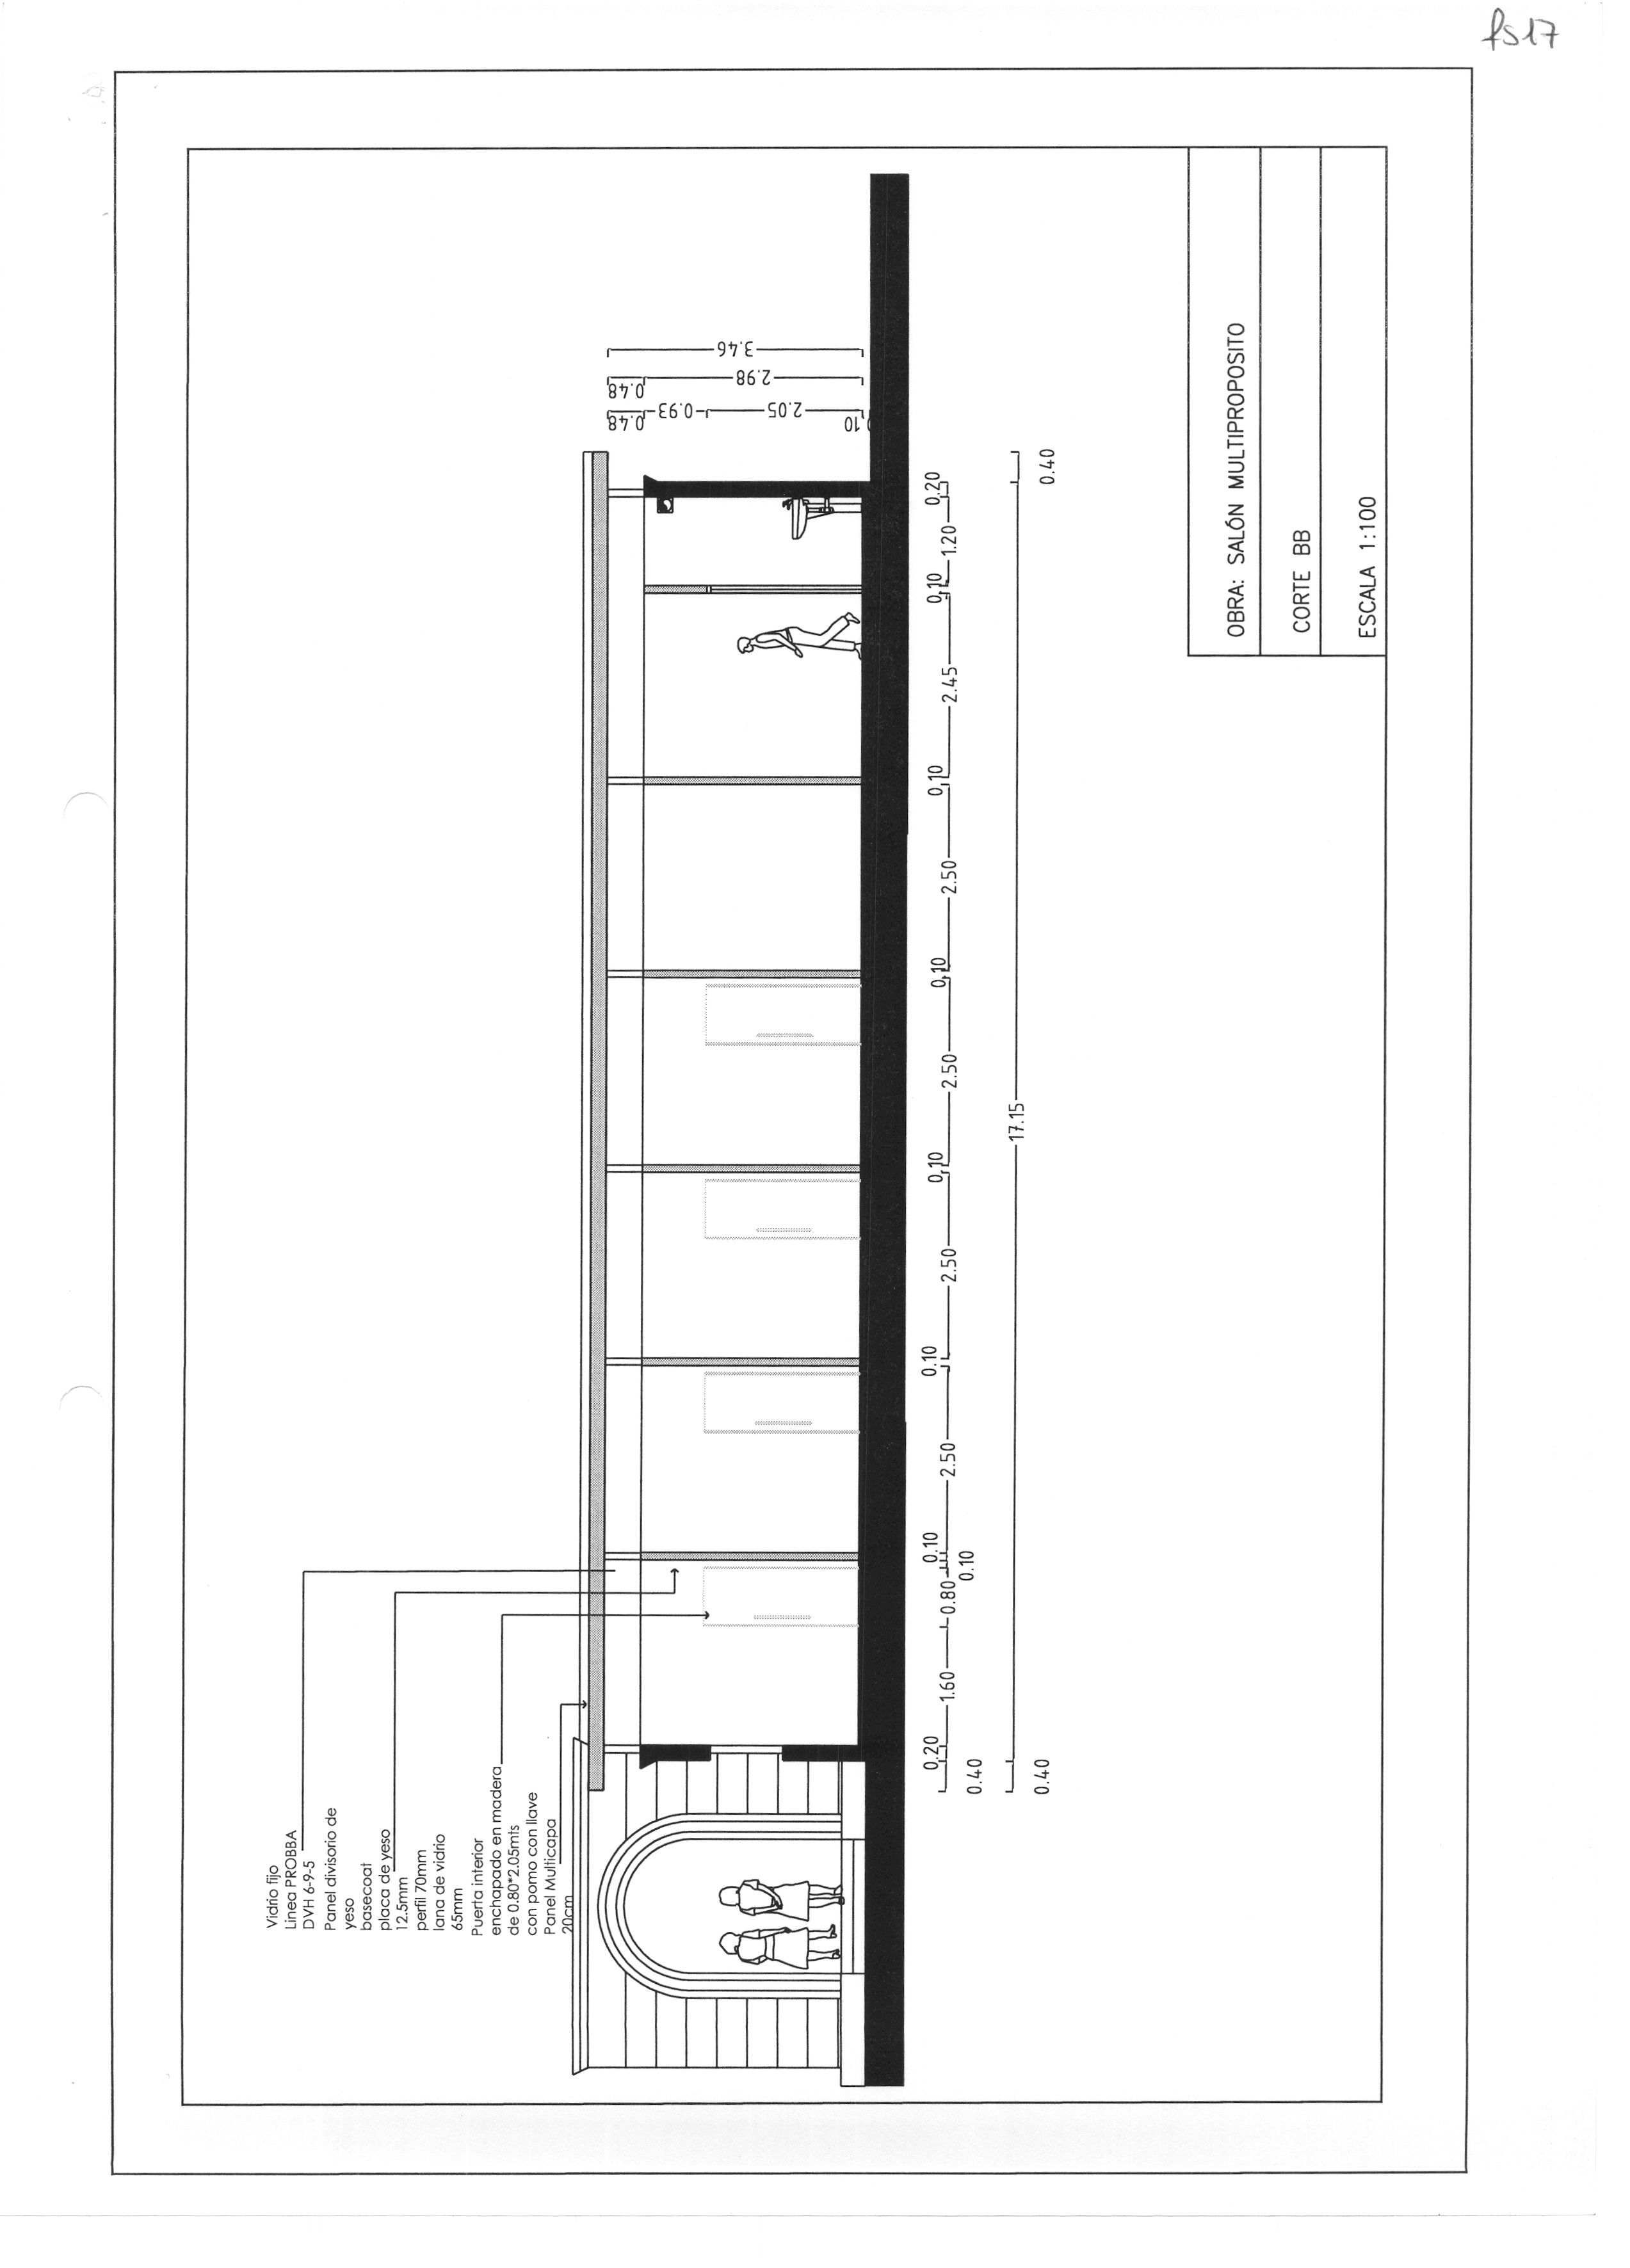 fs17
Vidrio fijo
Linea PROBBA
DVH 6-9-5
Panel divisorio de
yeso
basecoat
placa de yeso
12.5mm
perfil 70mm
lana de vidrio
65mm
Puerta interior
enchapado en madera
de 0.80*2.05mts
con pomo con llave
Panel Multicapa
20cm
3.46
0.48 2.98
0.48 0.93 2.05 0.10
0.20 0.10 0.10 0.10 0.10 0.10 0.10 0.20
0.40 1.60 0.80 0.10 2.50 2.50 2.50 2.50 2.45 1.20
0.40 17.15 0.40
OBRA: SALÓN MULTIPROPOSITO
CORTE BB
ESCALA 1:100